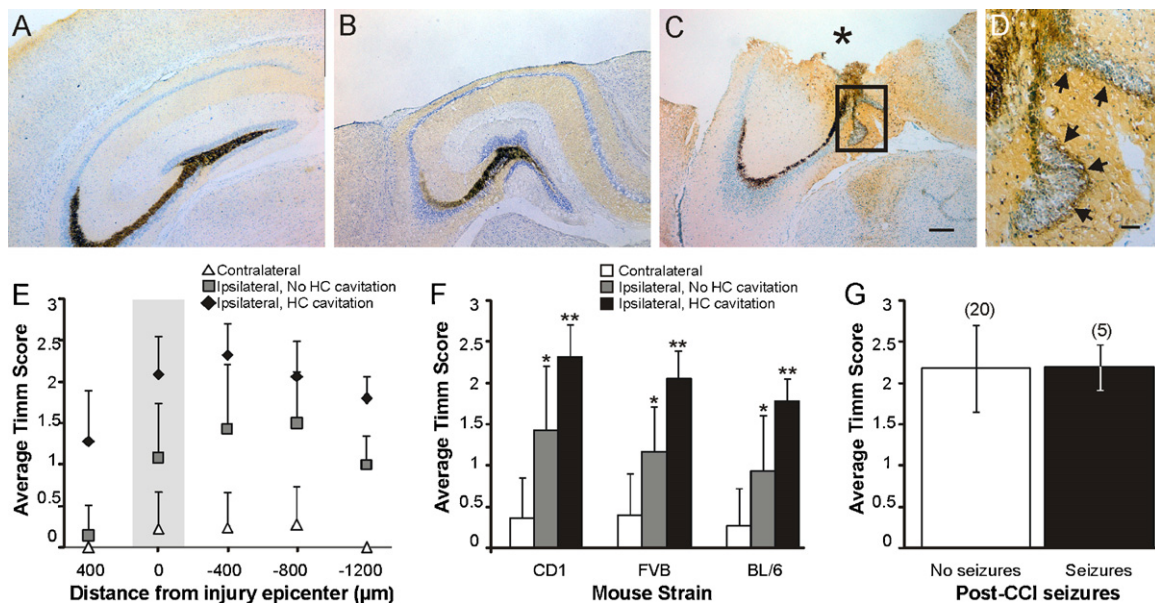 A
B
C
*
D
E
Contralateral
Ipsilateral, No HC cavitation
Ipsilateral, HC cavitation
Average Timm Score
3
2.5
2
1.5
1
0.5
0
400
0
-400
-800
-1200
Distance from injury epicenter (µm)
F
Contralateral
Ipsilateral, No HC cavitation
Ipsilateral, HC cavitation
Average Timm Score
3
2.5
2
1.5
1
0.5
0
*
**
*
**
*
**
CD1
FVB
BL/6
Mouse Strain
G
Average Timm Score
3
2.5
2
1.5
1
0.5
0
(20)
(5)
No seizures
Seizures
Post-CCI seizures